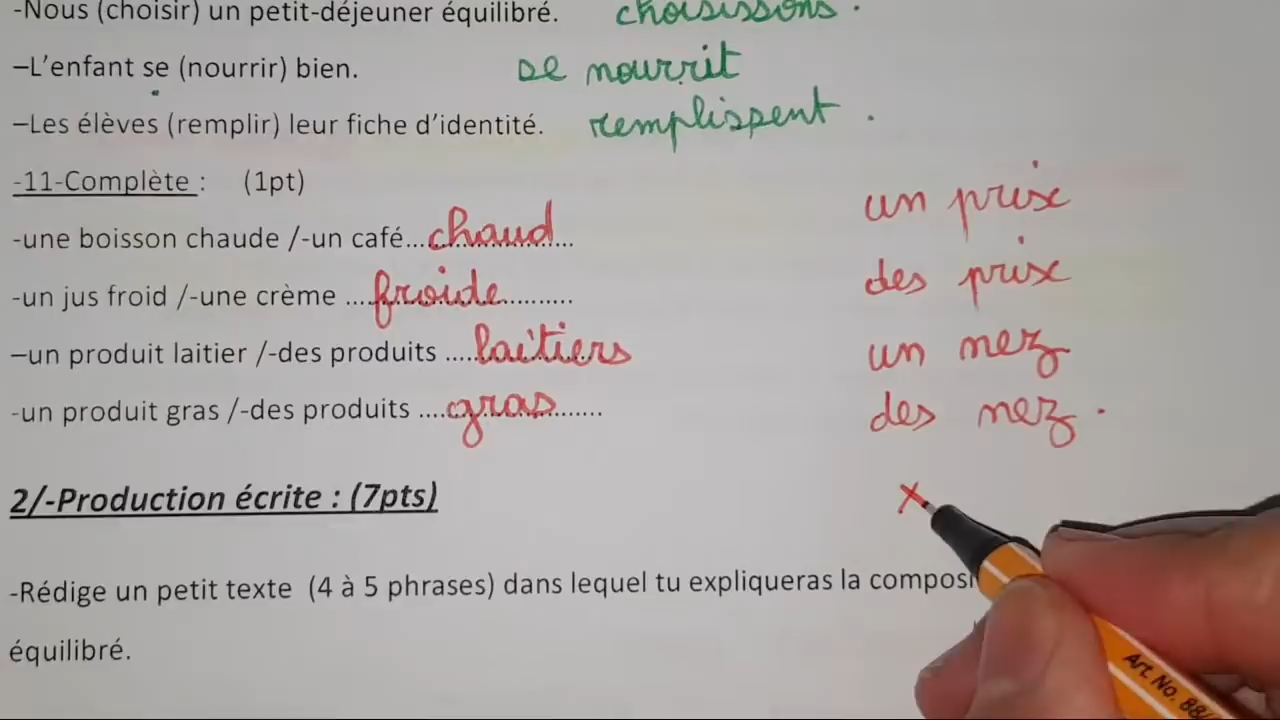 -Nous (choisir) un petit-déjeuner équilibré. choisissons.
–L'enfant se (nourrir) bien. se nourrit
–Les élèves (remplir) leur fiche d'identité. remplissent.
-11-Complète : (1pt)
un prix
-une boisson chaude /-un café...chaud...
des prix
-un jus froid /-une crème ....froide..........
un nez
–un produit laitier /-des produits .....laitiers
des nez.
-un produit gras /-des produits ....gras.......
2/-Production écrite : (7pts)
x
-Rédige un petit texte (4 à 5 phrases) dans lequel tu expliqueras la
équilibré.
Art. No. 88/